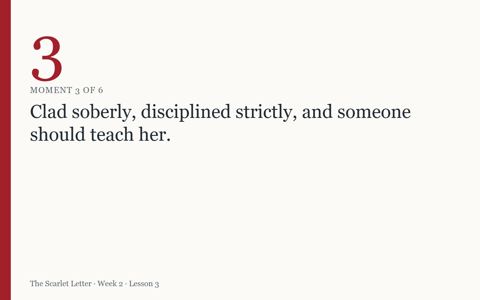 3
MOMENT 3 OF 6
Clad soberly, disciplined strictly, and someone
should teach her.
The Scarlet Letter · Week 2 · Lesson 3